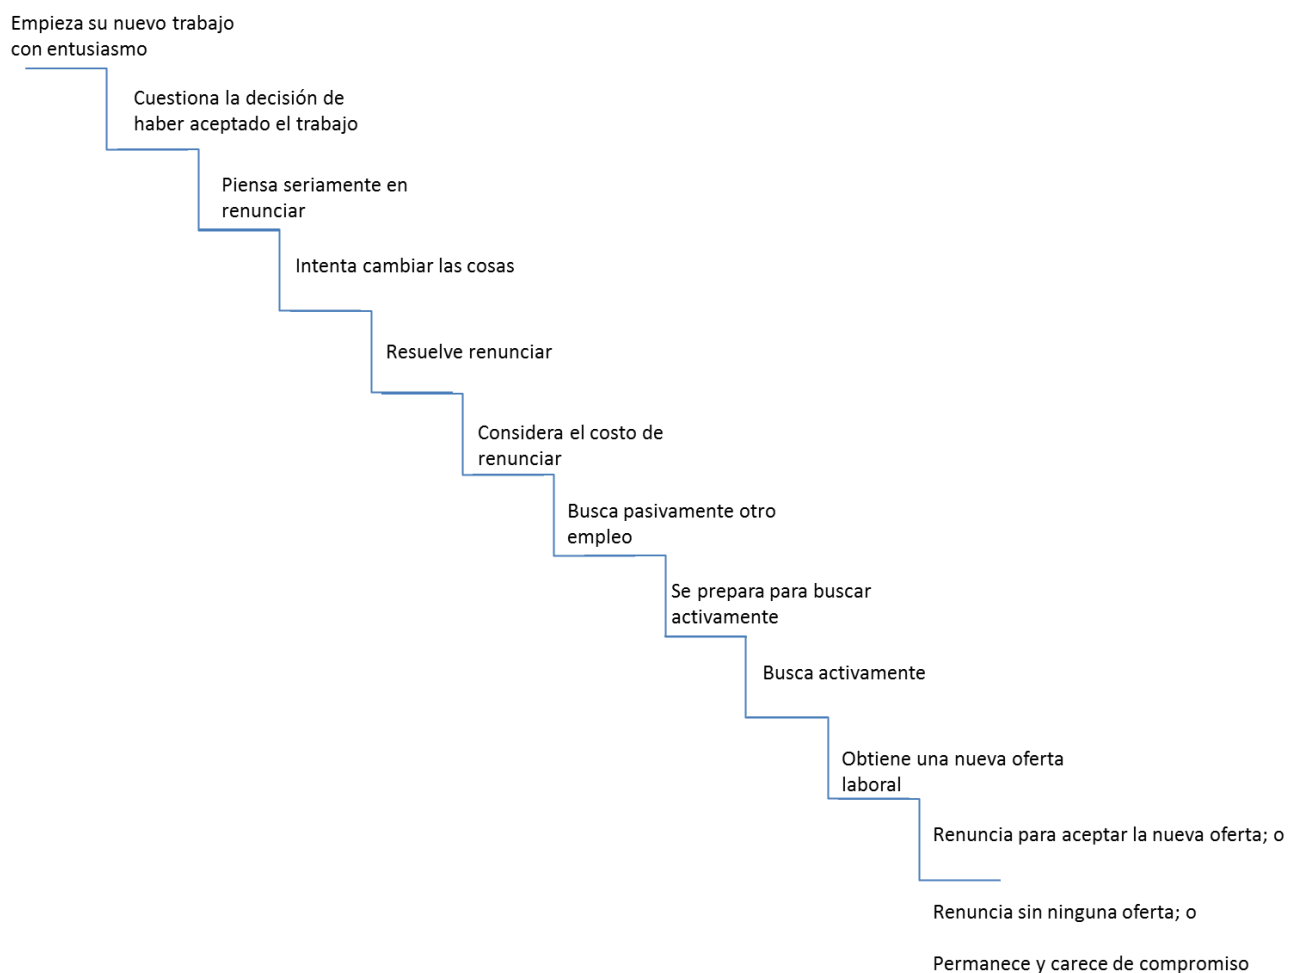 Empieza su nuevo trabajo
con entusiasmo
Cuestiona la decisión de
haber aceptado el trabajo
Piensa seriamente en
renunciar
Intenta cambiar las cosas
Resuelve renunciar
Considera el costo de
renunciar
Busca pasivamente otro
empleo
Se prepara para buscar
activamente
Busca activamente
Obtiene una nueva oferta
laboral
Renuncia para aceptar la nueva oferta; o
Renuncia sin ninguna oferta; o
Permanece y carece de compromiso